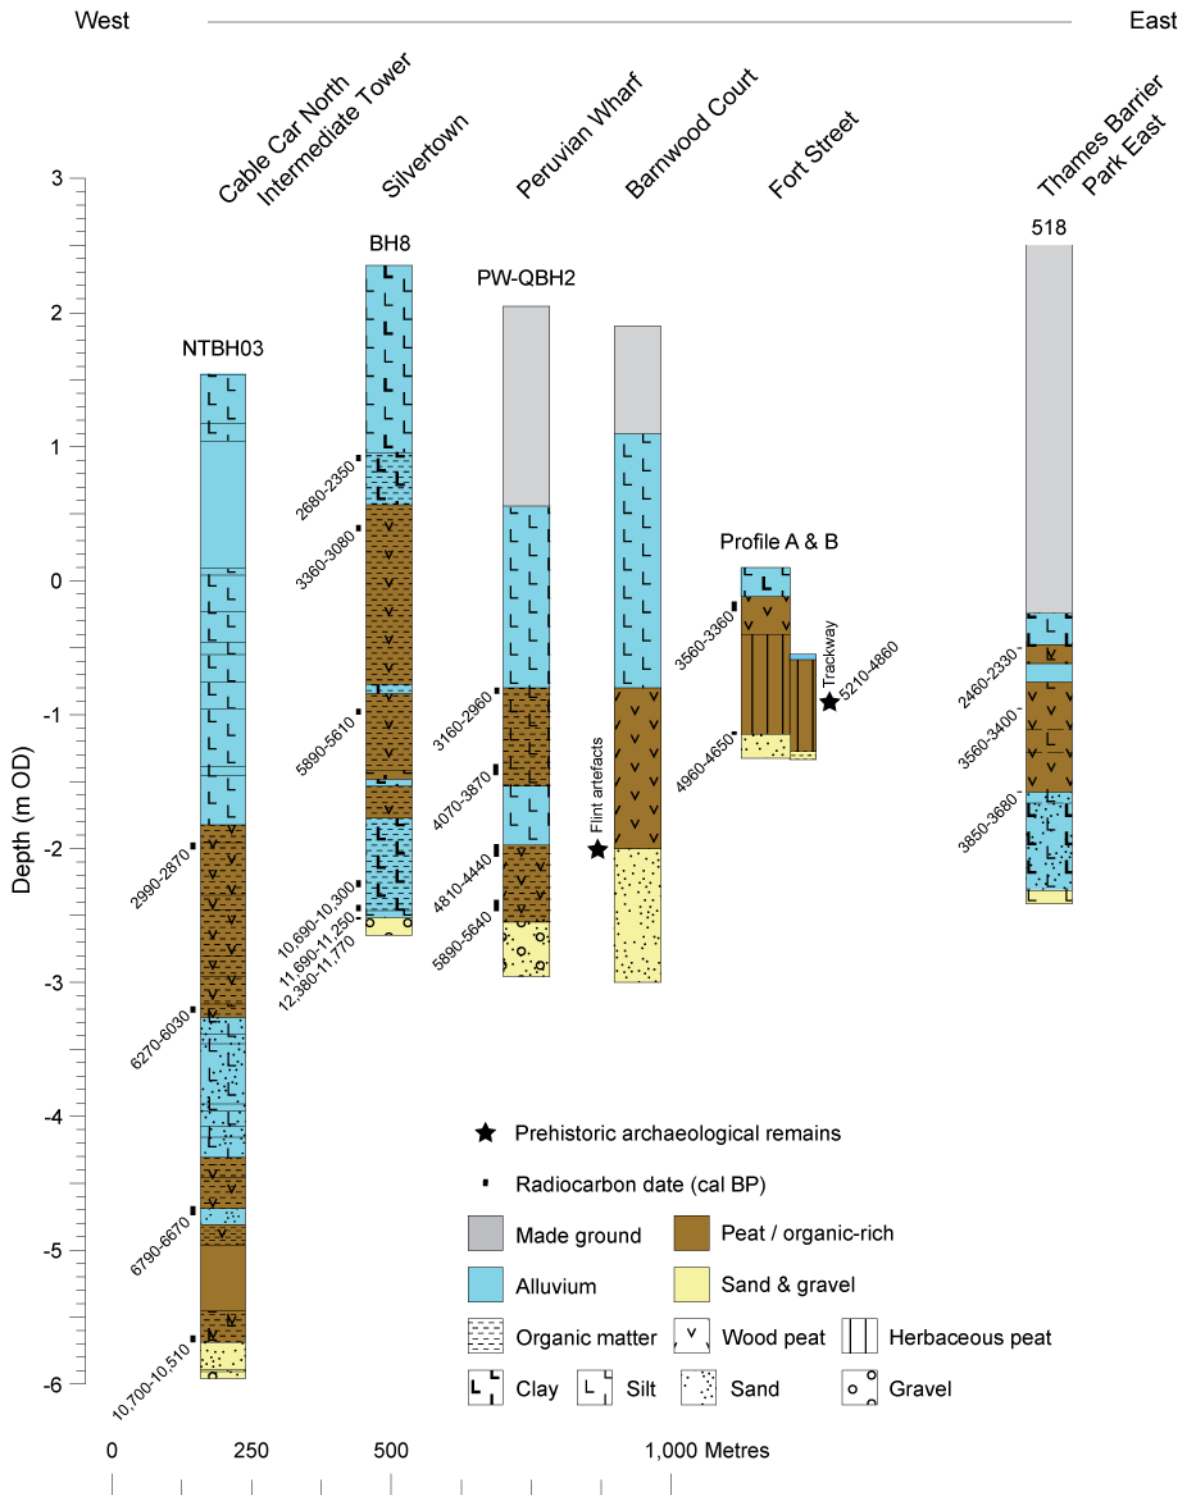 West
East
Cable Car North
Intermediate Tower
Silvertown
Peruvian Wharf
Barnwood Court
Fort Street
Thames Barrier
Park East
NTBH03
BH8
PW-QBH2
Profile A & B
518
Depth (m OD)
3
2
1
0
-1
-2
-3
-4
-5
-6
2990-2870
6270-6030
6790-6670
10,700-10,510
2680-2350
3360-3080
5890-5610
10,690-10,300
11,690-11,250
12,380-11,770
3160-2960
4070-3870
4810-4440
5890-5640
Flint artefacts
3560-3360
4960-4650
Trackway
5210-4860
2460-2330
3560-3400
3850-3680
Prehistoric archaeological remains
Radiocarbon date (cal BP)
Made ground
Peat / organic-rich
Alluvium
Sand & gravel
Organic matter
Wood peat
Herbaceous peat
Clay
Silt
Sand
Gravel
0 250 500 1,000 Metres